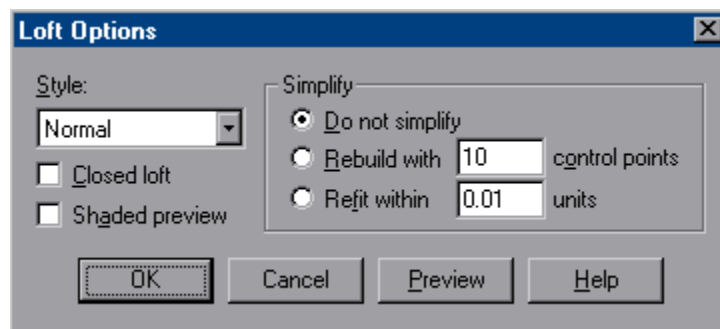 Loft Options
Style:
Normal
Closed loft
Shaded preview
Simplify
Do not simplify
Rebuild with 10 control points
Refit within 0.01 units
OK Cancel Preview Help